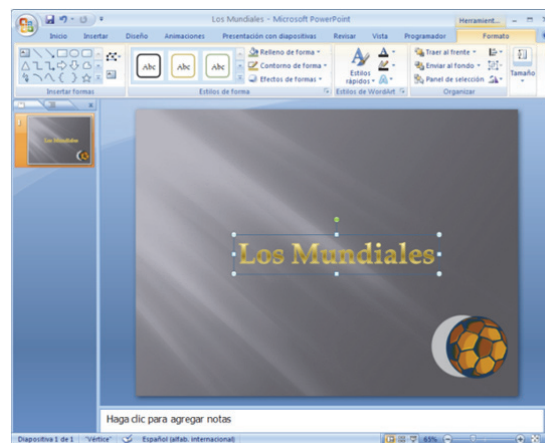 Los Mundiales - Microsoft PowerPoint
Herramient...
Inicio Insertar Diseño Animaciones Presentación con diapositivas Revisar Vista Programador Formato
Abc Abc Abc
Relleno de forma
Contorno de forma
Efectos de formas
Estilos rápidos
Traer al frente
Enviar al fondo
Panel de selección
Tamaño
Insertar formas Estilos de forma Estilos de WordArt Organizar
1
Los Mundiales
Los Mundiales
Haga clic para agregar notas
Diapositiva 1 de 1 "Vértice" Español (alfab. internacional) 65%